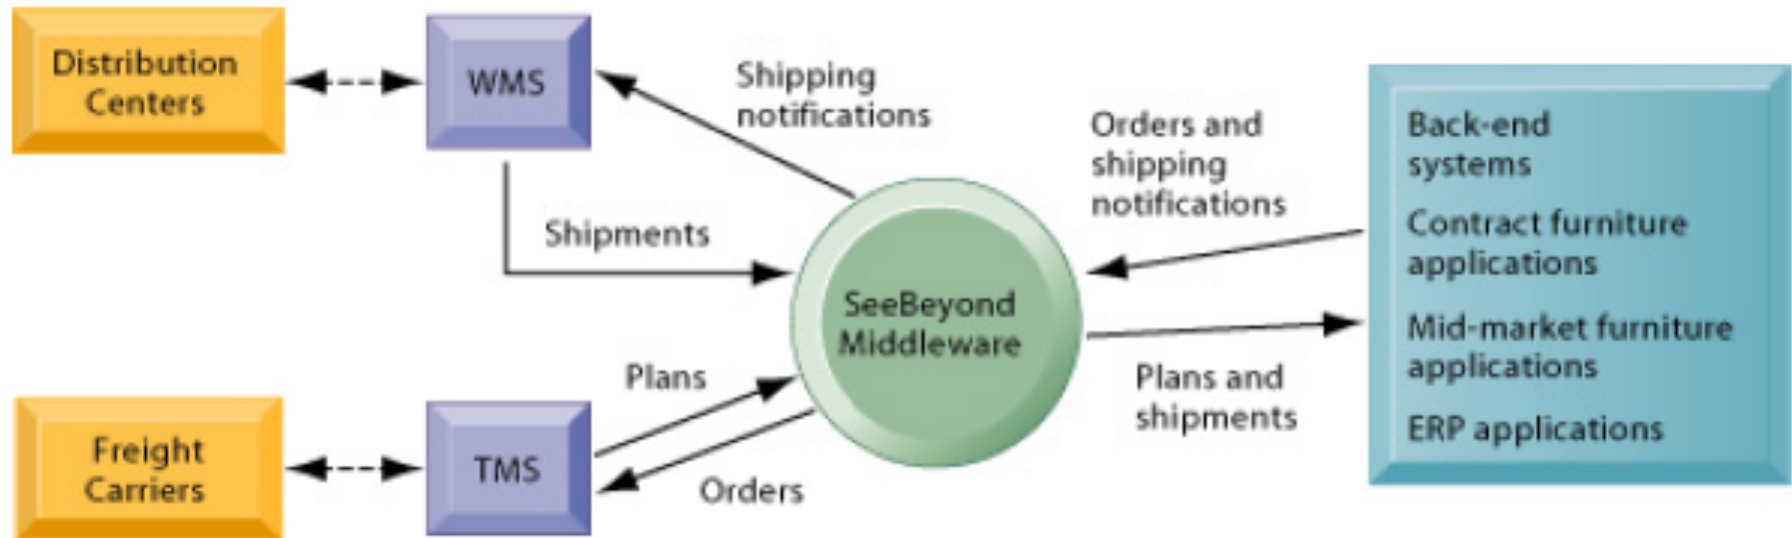 Distribution
Centers
WMS
Shipping
notifications
Orders and
shipping
notifications
Back-end
systems
Contract furniture
applications
Mid-market furniture
applications
ERP applications
Shipments
SeeBeyond
Middleware
Plans
Plans and
shipments
Freight
Carriers
TMS
Orders